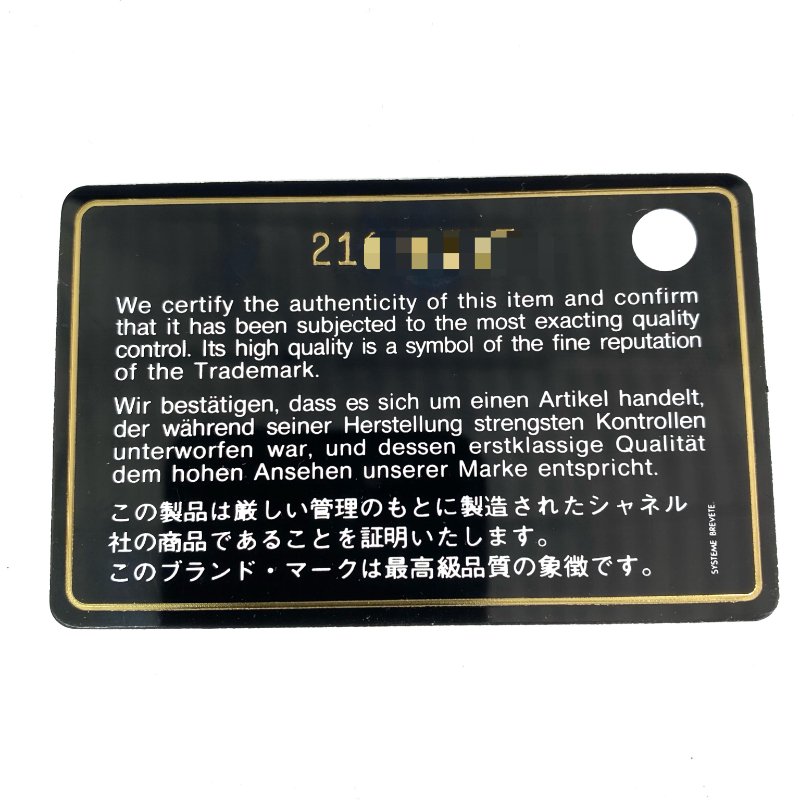 21
We certify the authenticity of this item and confirm
that it has been subjected to the most exacting quality
control. Its high quality is a symbol of the fine reputation
of the Trademark.
Wir bestätigen, dass es sich um einen Artikel handelt,
der während seiner Herstellung strengsten Kontrollen
unterworfen war, und dessen erstklassige Qualität
dem hohen Ansehen unserer Marke entspricht.
この製品は厳しい管理のもとに製造されたシャネル
社の商品であることを証明いたします。
このブランド・マークは最高級品質の象徴です。
SYSTEME BREVETE.